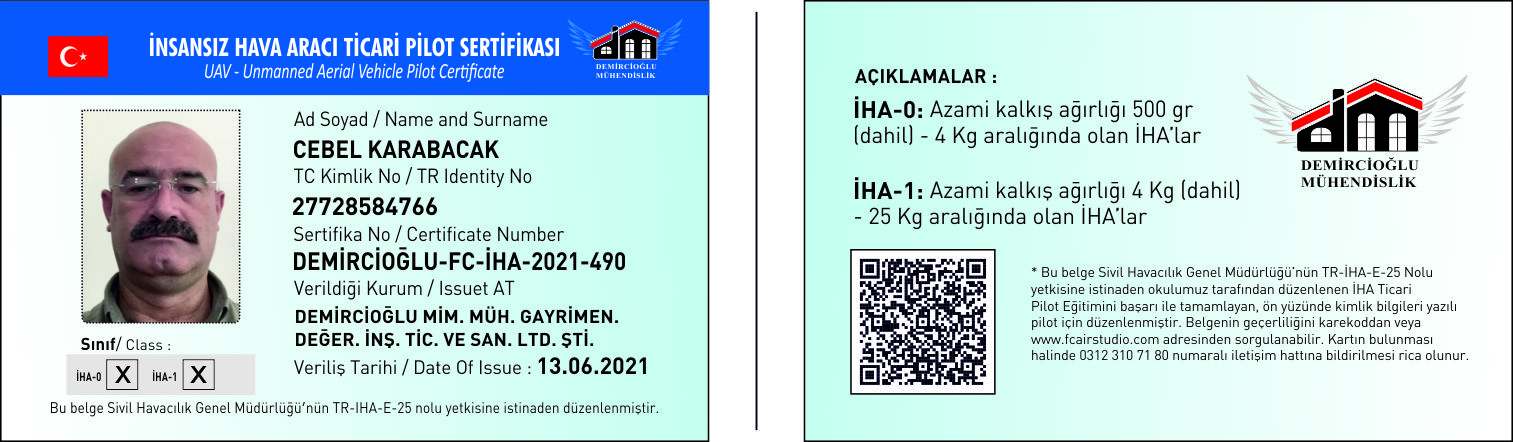 İNSANSIZ HAVA ARACI TİCARİ PİLOT SERTİFİKASI
UAV - Unmanned Aerial Vehicle Pilot Certificate
DEMİRCİOĞLU
MÜHENDİSLİK
Ad Soyad / Name and Surname
CEBEL KARABACAK
TC Kimlik No / TR Identity No
27728584766
Sertifika No / Certificate Number
DEMİRCİOĞLU-FC-İHA-2021-490
Verildiği Kurum / Issuet AT
DEMİRCİOĞLU MİM. MÜH. GAYRİMEN.
DEĞER. İNŞ. TİC. VE SAN. LTD. ŞTİ.
Veriliş Tarihi / Date Of Issue : 13.06.2021
Sınıf/ Class :
İHA-0 X İHA-1 X
Bu belge Sivil Havacılık Genel Müdürlüğü'nün TR-IHA-E-25 nolu yetkisine istinaden düzenlenmiştir.
AÇIKLAMALAR :
İHA-0: Azami kalkış ağırlığı 500 gr
(dahil) - 4 Kg aralığında olan İHA'lar
İHA-1: Azami kalkış ağırlığı 4 Kg (dahil)
- 25 Kg aralığında olan İHA'lar
DEMİRCİOĞLU
MÜHENDİSLİK
* Bu belge Sivil Havacılık Genel Müdürlüğü'nün TR-İHA-E-25 Nolu
yetkisine istinaden okulumuz tarafından düzenlenen İHA Ticari
Pilot Eğitimini başarı ile tamamlayan, ön yüzünde kimlik bilgileri yazılı
pilot için düzenlenmiştir. Belgenin geçerliliğini karekoddan veya
www.fcairstudio.com adresinden sorgulanabilir. Kartın bulunması
halinde 0312 310 71 80 numaralı iletişim hattına bildirilmesi rica olunur.